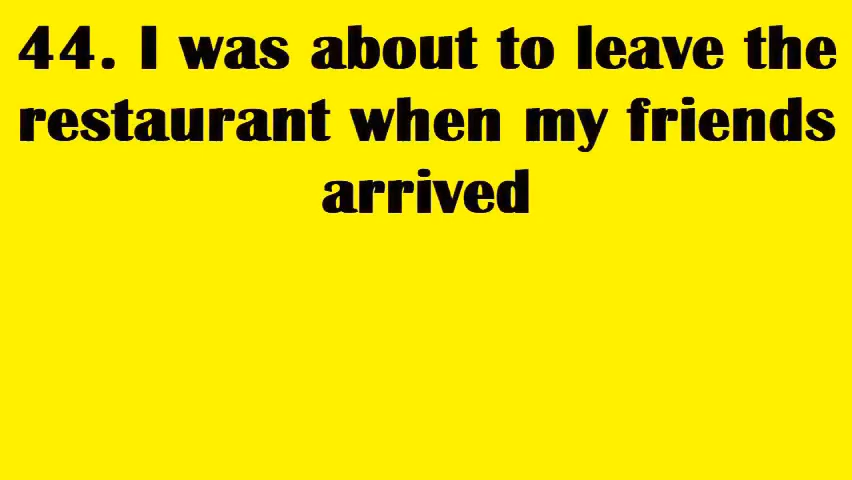 44. I was about to leave the
restaurant when my friends
arrived